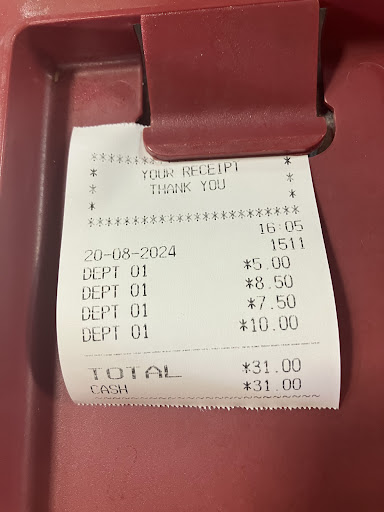 ************************
* YOUR RECEIPT *
* THANK YOU *
* *
************************
16:05
20-08-2024 1511
DEPT 01 *5.00
DEPT 01 *8.50
DEPT 01 *7.50
DEPT 01 *10.00
TOTAL *31.00
CASH *31.00